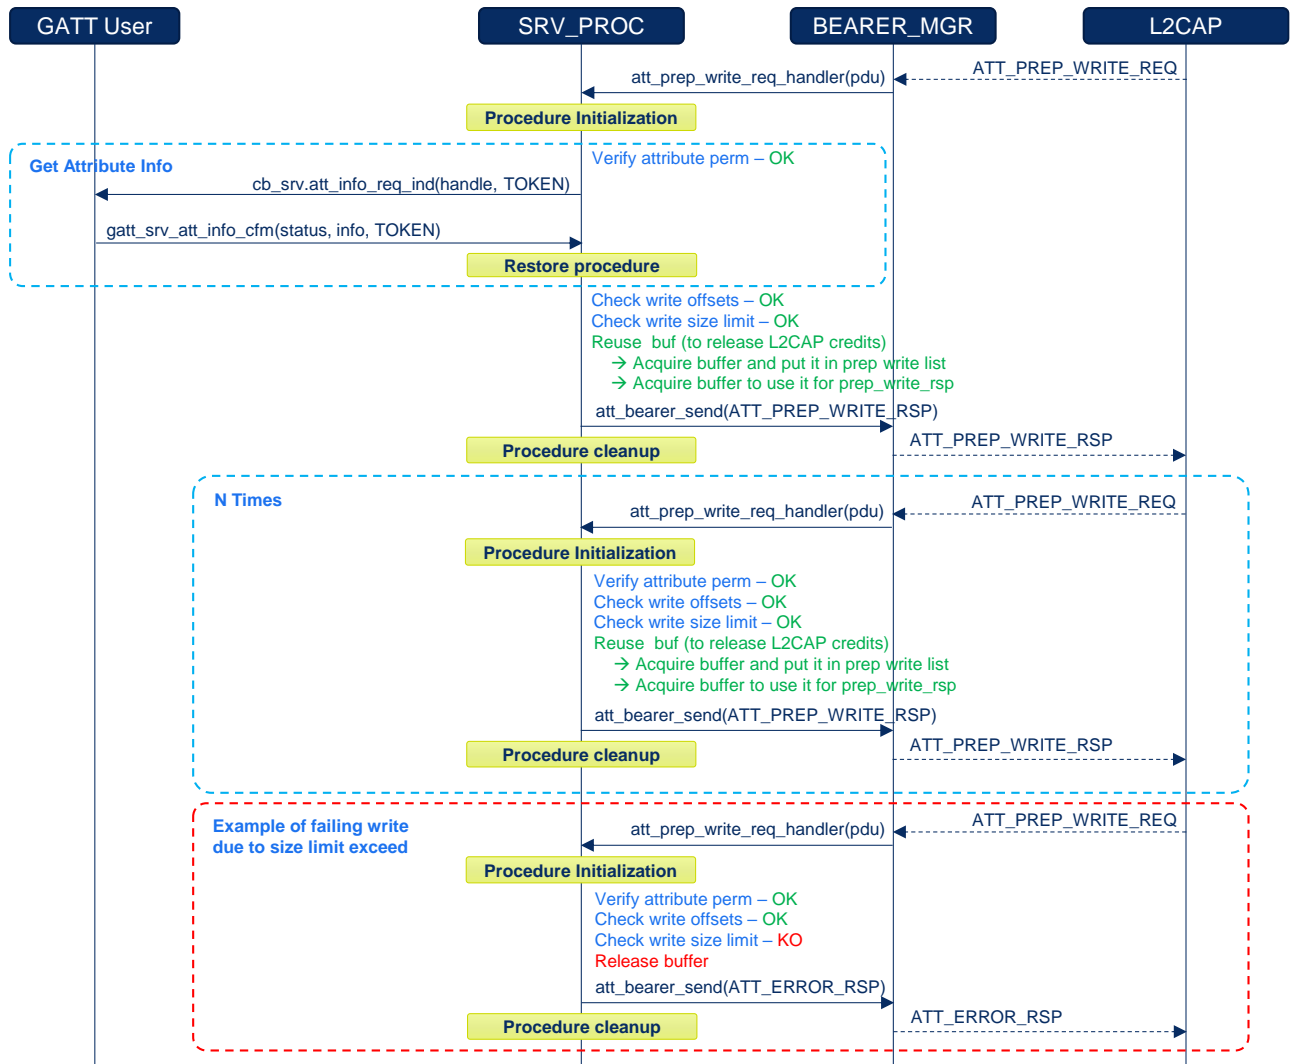 GATT User
SRV_PROC
BEARER_MGR
L2CAP
ATT_PREP_WRITE_REQ
att_prep_write_req_handler(pdu)
Procedure Initialization
Get Attribute Info
Verify attribute perm – OK
cb_srv.att_info_req_ind(handle, TOKEN)
gatt_srv_att_info_cfm(status, info, TOKEN)
Restore procedure
Check write offsets – OK
Check write size limit – OK
Reuse  buf (to release L2CAP credits)
→ Acquire buffer and put it in prep write list
→ Acquire buffer to use it for prep_write_rsp
att_bearer_send(ATT_PREP_WRITE_RSP)
ATT_PREP_WRITE_RSP
Procedure cleanup
N Times
ATT_PREP_WRITE_REQ
att_prep_write_req_handler(pdu)
Procedure Initialization
Verify attribute perm – OK
Check write offsets – OK
Check write size limit – OK
Reuse  buf (to release L2CAP credits)
→ Acquire buffer and put it in prep write list
→ Acquire buffer to use it for prep_write_rsp
att_bearer_send(ATT_PREP_WRITE_RSP)
ATT_PREP_WRITE_RSP
Procedure cleanup
Example of failing write
due to size limit exceed
ATT_PREP_WRITE_REQ
att_prep_write_req_handler(pdu)
Procedure Initialization
Verify attribute perm – OK
Check write offsets – OK
Check write size limit – KO
Release buffer
att_bearer_send(ATT_ERROR_RSP)
ATT_ERROR_RSP
Procedure cleanup